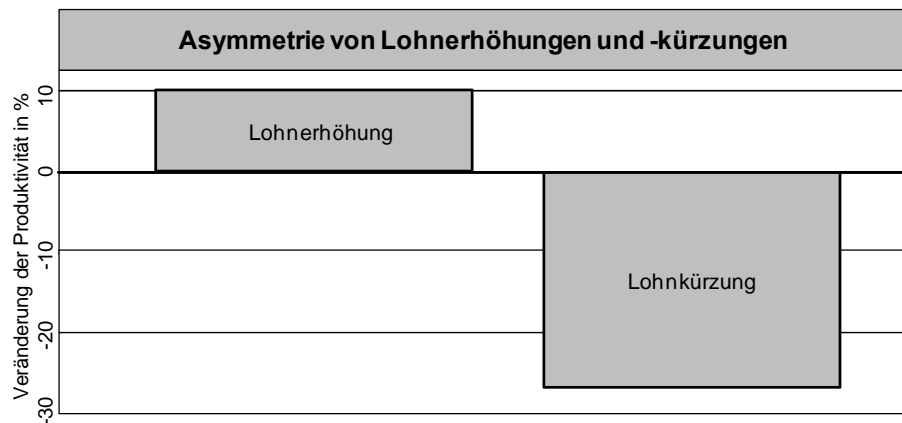 Asymmetrie von Lohnerhöhungen und -kürzungen
Veränderung der Produktivität in %
10
0
-10
-20
-30
Lohnerhöhung
Lohnkürzung